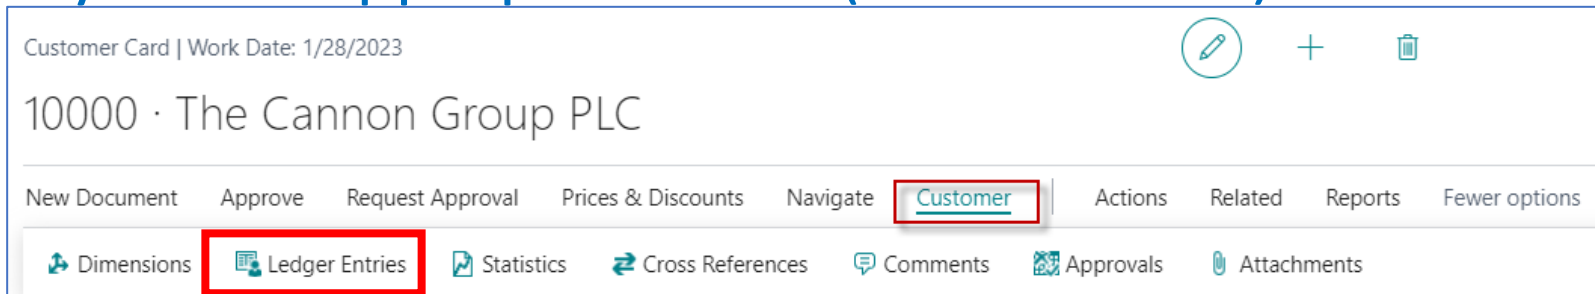 Customer Card | Work Date: 1/28/2023
10000 · The Cannon Group PLC
New Document Approve Request Approval Prices & Discounts Navigate Customer Actions Related Reports Fewer options
Dimensions Ledger Entries Statistics Cross References Comments Approvals Attachments